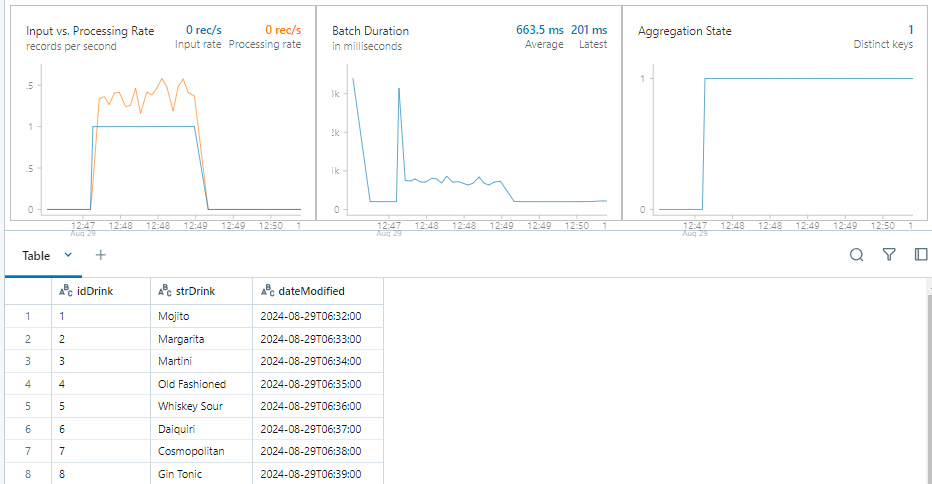 Input vs. Processing Rate
records per second
0 rec/s
Input rate
0 rec/s
Processing rate
.5
1
.5
0
12:47 12:48 12:48 12:49 12:49 12:50 1
Aug 29
Batch Duration
in milliseconds
663.5 ms
Average
201 ms
Latest
3k
2k
1k
0
12:47 12:48 12:48 12:49 12:49 12:50 1
Aug 29
Aggregation State
1
Distinct keys
1
0
12:47 12:48 12:48 12:49 12:49 12:50 1
Aug 29
Table +
idDrink strDrink dateModified
1 1 Mojito 2024-08-29T06:32:00
2 2 Margarita 2024-08-29T06:33:00
3 3 Martini 2024-08-29T06:34:00
4 4 Old Fashioned 2024-08-29T06:35:00
5 5 Whiskey Sour 2024-08-29T06:36:00
6 6 Daiquiri 2024-08-29T06:37:00
7 7 Cosmopolitan 2024-08-29T06:38:00
8 8 Gin Tonic 2024-08-29T06:39:00